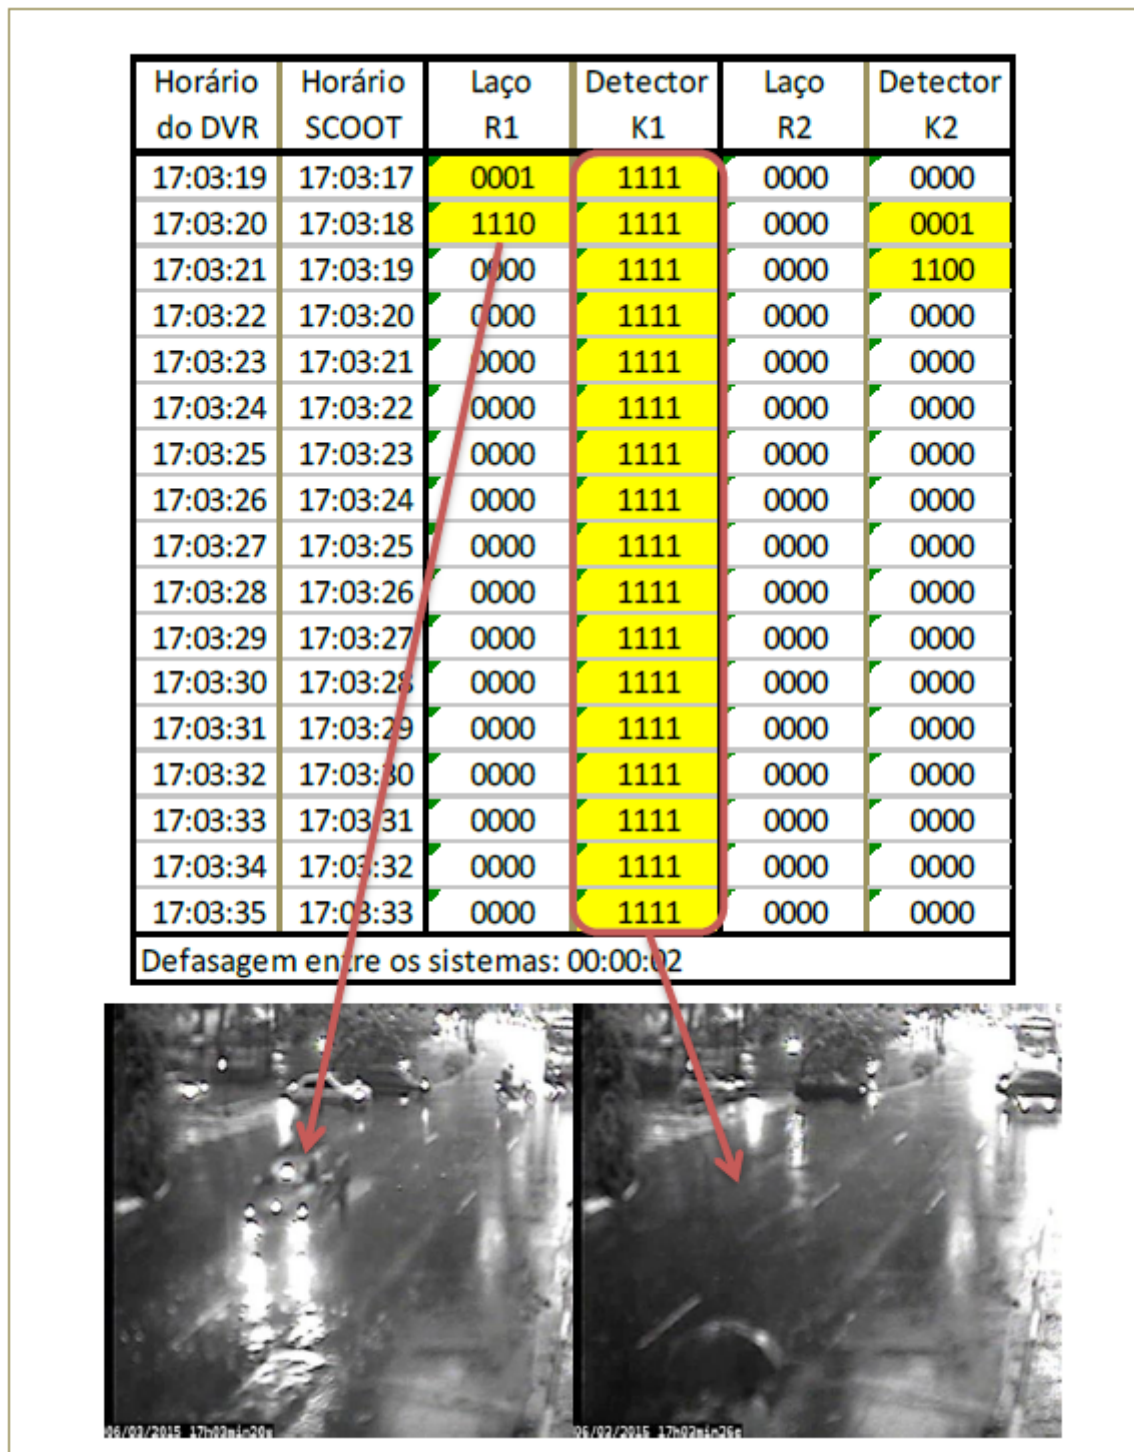 Horário do DVR Horário SCOOT Laço R1 Detector K1 Laço R2 Detector K2
17:03:19 17:03:17 0001 1111 0000 0000
17:03:20 17:03:18 1110 1111 0000 0001
17:03:21 17:03:19 0000 1111 0000 1100
17:03:22 17:03:20 0000 1111 0000 0000
17:03:23 17:03:21 0000 1111 0000 0000
17:03:24 17:03:22 0000 1111 0000 0000
17:03:25 17:03:23 0000 1111 0000 0000
17:03:26 17:03:24 0000 1111 0000 0000
17:03:27 17:03:25 0000 1111 0000 0000
17:03:28 17:03:26 0000 1111 0000 0000
17:03:29 17:03:27 0000 1111 0000 0000
17:03:30 17:03:28 0000 1111 0000 0000
17:03:31 17:03:29 0000 1111 0000 0000
17:03:32 17:03:30 0000 1111 0000 0000
17:03:33 17:03:31 0000 1111 0000 0000
17:03:34 17:03:32 0000 1111 0000 0000
17:03:35 17:03:33 0000 1111 0000 0000
Defasagem entre os sistemas: 00:00:02
06/03/2015 17h03min20s
06/03/2015 17h03min26s